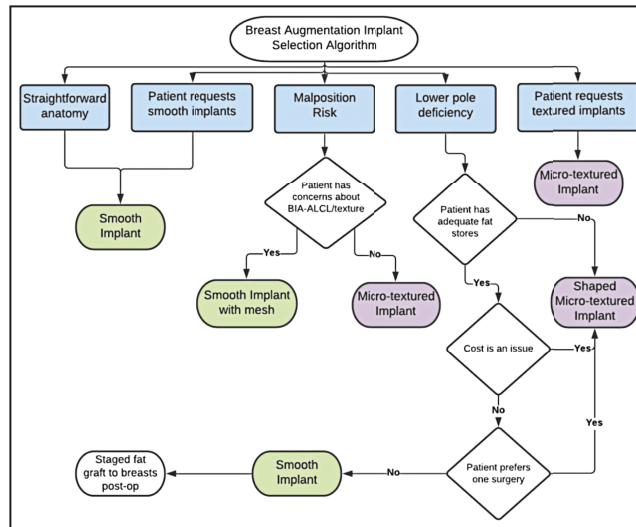 Breast Augmentation Implant
Selection Algorithm
Straightforward
anatomy
Patient requests
smooth implants
Malposition
Risk
Lower pole
deficiency
Patient requests
textured implants
Smooth
Implant
Patient has
concerns about
BIA-ALCL/texture
Patient has
adequate fat
stores
Micro-textured
Implant
Yes
No
No
Yes
Smooth Implant
with mesh
Micro-textured
Implant
Shaped
Micro-textured
Implant
Cost is an issue
Yes
No
Yes
Patient prefers
one surgery
No
Smooth
Implant
Staged fat
graft to breasts
post-op